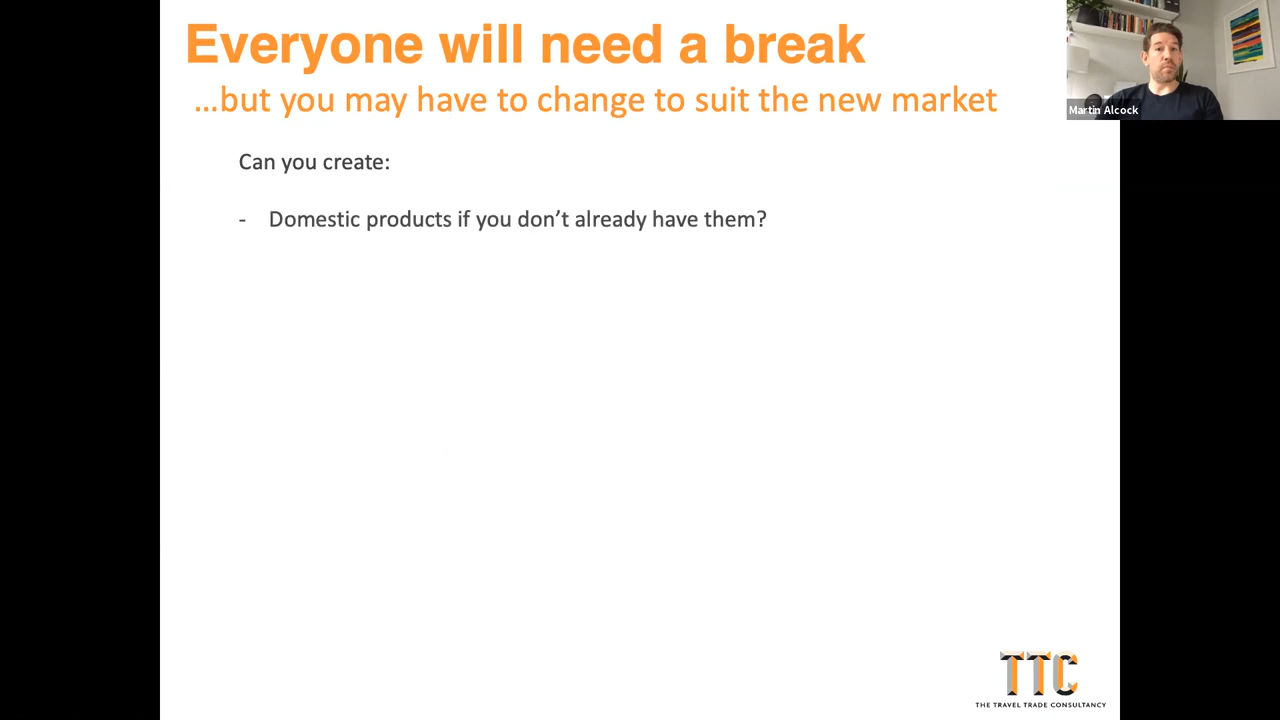 Everyone will need a break
...but you may have to change to suit the new market
Martin Alcock
Can you create:
- Domestic products if you don’t already have them?
TTC
THE TRAVEL TRADE CONSULTANCY